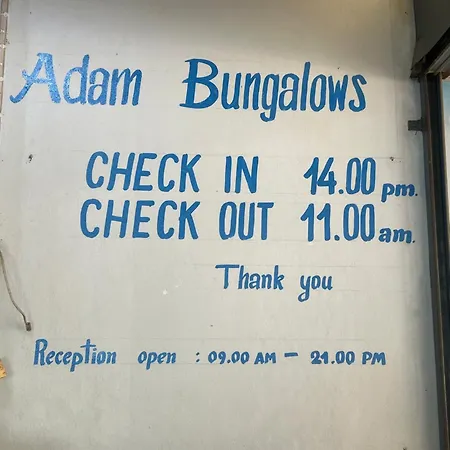 Adam Bungalows
CHECK IN 14.00 pm.
CHECK OUT 11.00 am.
Thank you
Reception open : 09.00 AM – 21.00 PM